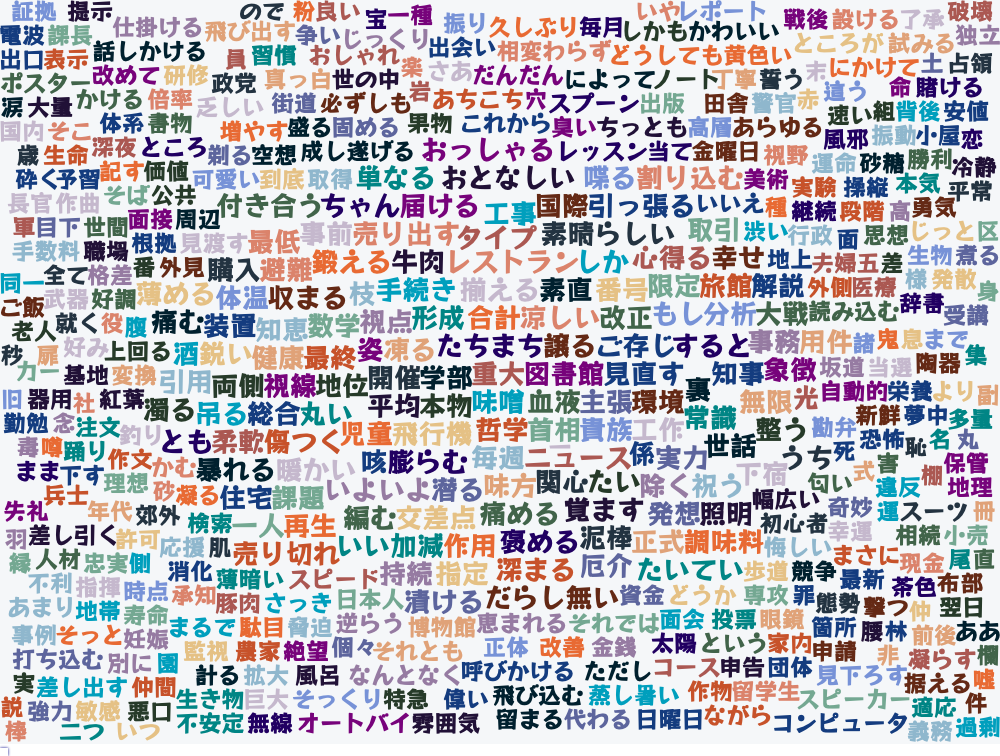 証拠 提示 仕掛ける 飛び出す ので 粉 良い 宝 一種 振り 久しぶり 毎月 いや レポート しかも かわいい 戦後 設ける 了承 破壊
電波 課長 話しかける 員 習慣 争い じっくり おしゃれ 出会い 相変わらず どうしても 黄色い ところが 試みる 独立
出口 表示 改めて 研修 政党 真っ白 世の中 楽 さあ だんだん によって ノート 丁寧 誓う 末 にかけて 土 占領
ポスター かける 倍率 乏しい 街道 必ずしも 岩 あちこち 穴 スプーン 出版 田舎 警官 赤 違う 命 賭ける
涙 大量 体系 書物 増やす 盛る 固める 果物 これから 臭い ちっとも 高層 あらゆる 速い 組 背後 安値
国内 そこ 深夜 ところ 剃る 空想 成し遂げる おっしゃる レッスン 当て 金曜日 視野 風邪 振動 小屋 恋
歳 生命 記す 価値 可愛い 到底 取得 単なる おとなしい 喋る 割り込む 美術 運命 砂糖 勝利 冷静
砕く 予習 そば 公共 付き合う ちゃん 届ける 工事 国際 引っ張る いいえ 種 実験 操縦 本気 平常
長官 作曲 面接 周辺 継続 段階 高 勇気
軍 目下 世間 根拠 見渡す 最低 事前 売り出す タイプ 素晴らしい 取引 渋い 行政 面 思想 じっと 区
手数料 職場 番 外見 購入 避難 鍛える 牛肉 レストラン しか 心得る 幸せ 地上 夫婦 五 差 生物 煮る
同一 全て 格差 薄める 体温 収まる 枝 手続き 揃える 素直 番号 限定 旅館 解説 外側 医療 様 発散 身
ご飯 武器 好調 痛む 装置 知恵 数学 視点 形成 合計 涼しい 改正 もし 分析 大戦 読み込む 辞書 受講
老人 就く 役 腹 姿 凍る たちまち 譲る ご存じ すると 事務 用件 諸 鬼 息 まで 集
秒 扉 好み 上回る 酒 鋭い 健康 最終 開催 学部 重大 図書館 見直す 裏 知事 象徴 坂道 当選 陶器
カー 基地 変換 引用 両側 視線 地位 平均 本物 味噌 血液 主張 環境 無限 光 自動的 栄養 より 副
旧 器用 社 紅葉 濁る 吊る 総合 丸い 児童 飛行機 哲学 首相 貴族 工作 常識 整う 勘弁 新鮮 夢中 多量
勤勉 念 注文 釣り とも 柔軟 傷つく 世話 うち 死 恐怖 恥 名 丸
毒 噂 踊り 作文 かむ 暴れる 暖かい 咳 膨らむ 毎週 ニュース 係 実力 下宿 匂い 式 害 棚 保管
まま 下す 理想 砂 凝る 住宅 課題 いよいよ 潜る 味方 関心 たい 除く 祝う 幅広い 奇妙 違反 地理
失礼 兵士 年代 郊外 検索 一人 再生 編む 交差点 痛める 覚ます 発想 照明 初心者 幸運 運 スーツ 冊
羽 差し引く 許可 応援 肌 売り切れ いい加減 作用 褒める 泥棒 正式 調味料 悔しい まさに 相続 小売
縁 人材 忠実 側 消化 薄暗い スピード 持続 指定 深まる 厄介 たいてい 歩道 競争 最新 現金 尾 直
不利 指揮 時点 承知 豚肉 さっき 日本人 漬ける だらし無い 資金 どうか 専攻 罪 態勢 撃つ 茶色 布 部
あまり 地帯 寿命 まるで 駄目 脅迫 逆らう 博物館 恵まれる それでは 面会 投票 眼鏡 箇所 腰 仲 林 翌日
事例 そっと 妊娠 監視 農家 絶望 個々 それとも 正体 改善 金銭 太陽 という 家内 申請 非 前後 ああ
打ち込む 別に 園 計る 拡大 風呂 なんとなく 呼びかける ただし コース 申告 団体 見下ろす 凝らす 欄
実 差し出す 仲間 生き物 巨大 そっくり 特急 偉い 飛び込む 蒸し暑い 作物 留学生 スピーカー 据える 嘘
説 強力 敏感 悪口 不安定 無線 オートバイ 雰囲気 留まる 代わる 日曜日 ながら コンピュータ 適応 件
棒 二つ いつ 義務 過剰